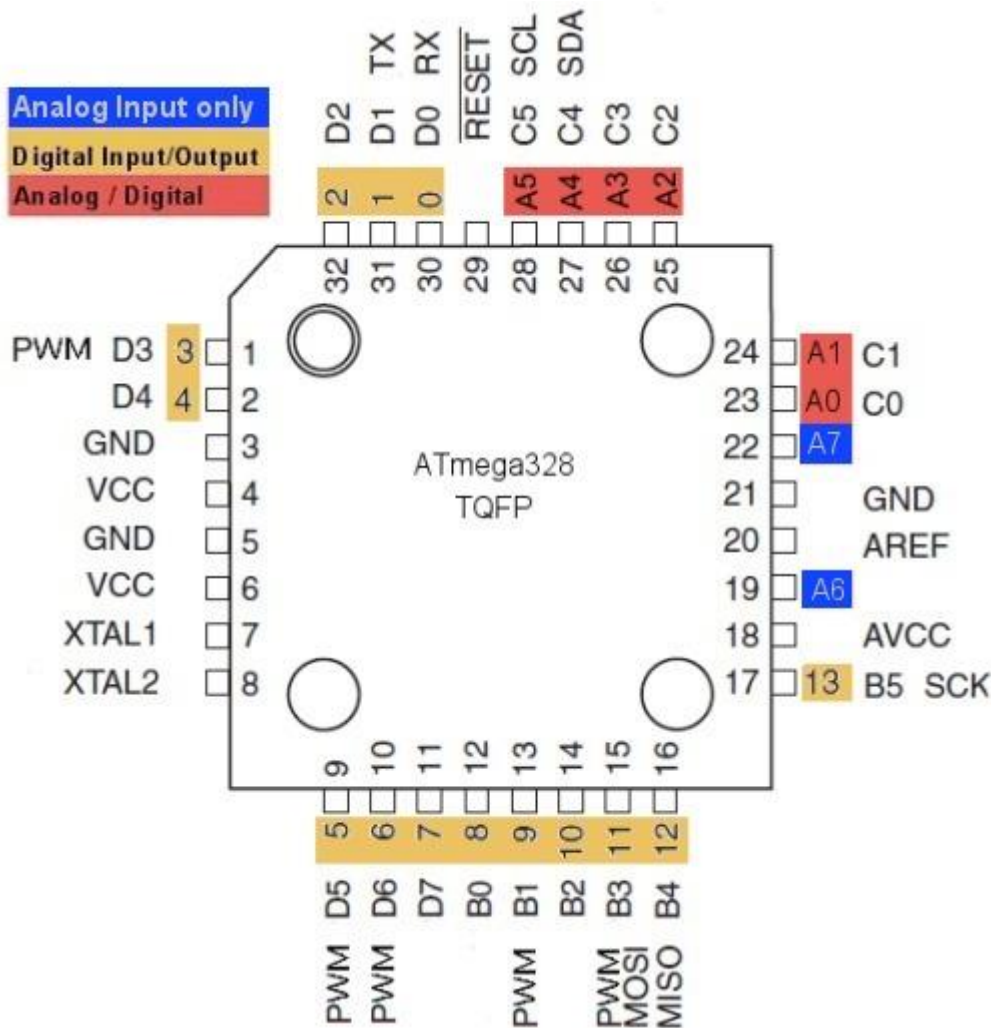 TX
RX
RESET
SCL
SDA
D2
D1
D0
C5
C4
C3
C2
Analog Input only
Digital Input/Output
Analog / Digital
2
1
0
A5
A4
A3
A2
32
31
30
29
28
27
26
25
PWM D3 3 1
D4 4 2
GND 3
VCC 4
GND 5
VCC 6
XTAL1 7
XTAL2 8
ATmega328
TQFP
24 A1 C1
23 A0 C0
22 A7
21 GND
20 AREF
19 A6
18 AVCC
17 13 B5 SCK
9
10
11
12
13
14
15
16
5
6
7
8
9
10
11
12
D5
D6
D7
B0
B1
B2
B3
B4
PWM
PWM
PWM
PWM
MOSI
MISO